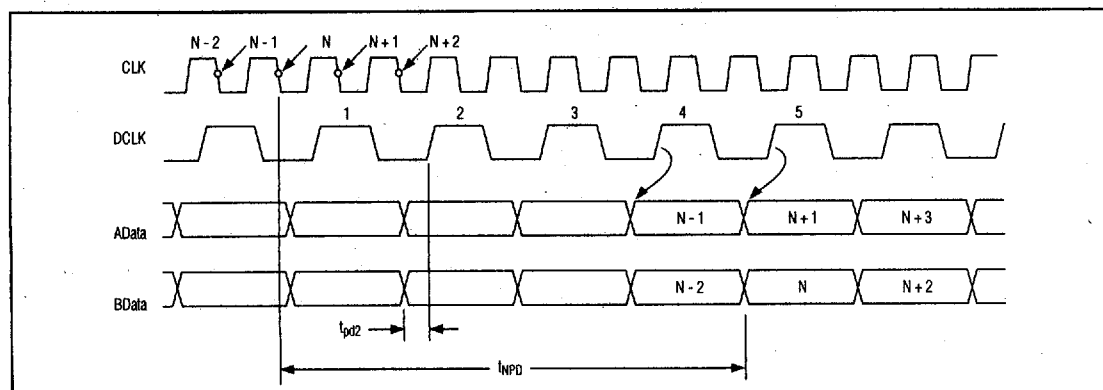 N-2 N-1 N N+1 N+2
CLK
1 2 3 4 5
DCLK
AData N-1 N+1 N+3
BData N-2 N N+2
tpd2
tNPD